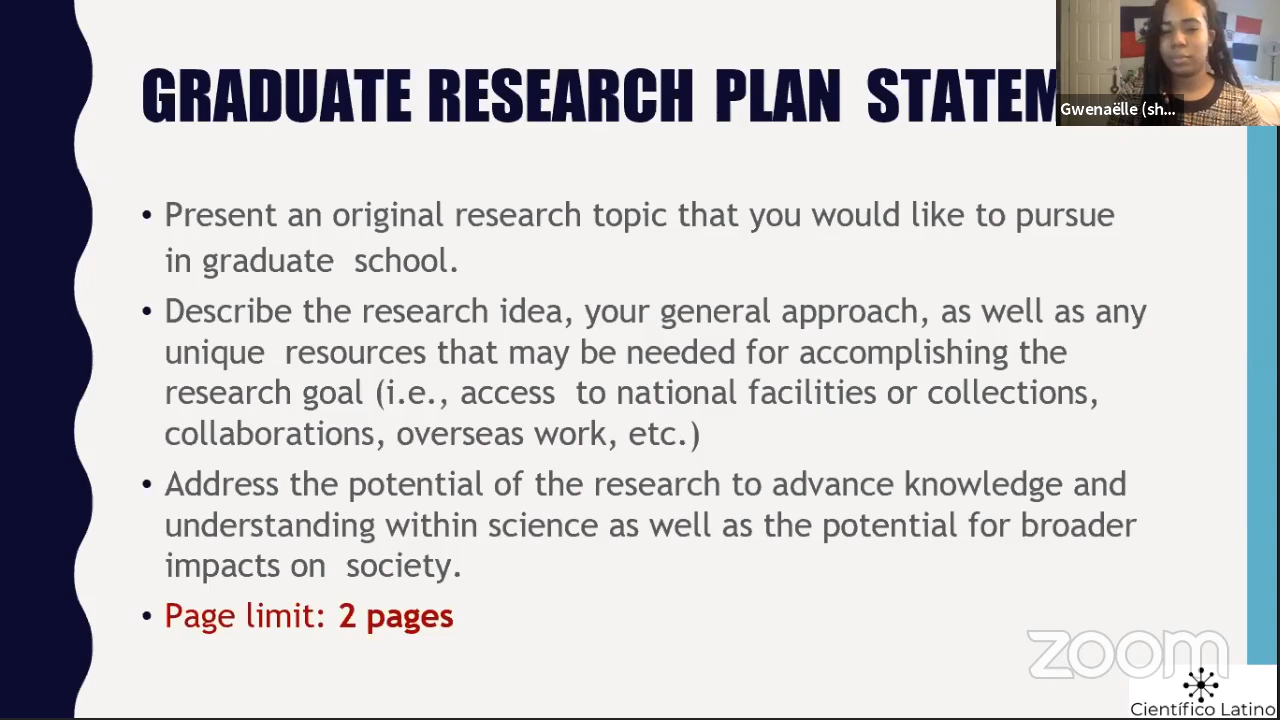 GRADUATE RESEARCH PLAN STATEM
Gwenaëlle (sh...
• Present an original research topic that you would like to pursue
in graduate school.
• Describe the research idea, your general approach, as well as any
unique resources that may be needed for accomplishing the
research goal (i.e., access to national facilities or collections,
collaborations, overseas work, etc.)
• Address the potential of the research to advance knowledge and
understanding within science as well as the potential for broader
impacts on society.
• Page limit: 2 pages
zoom
Científico Latino